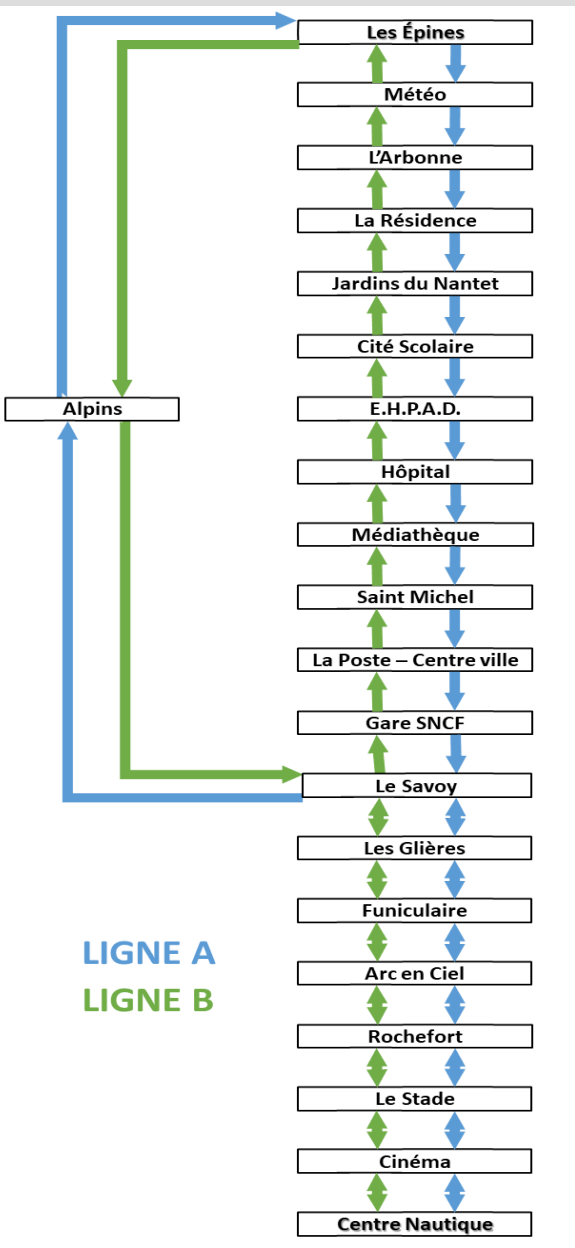 Les Épines
Météo
L'Arbonne
La Résidence
Jardins du Nantet
Cité Scolaire
Alpins
E.H.P.A.D.
Hôpital
Médiathèque
Saint Michel
La Poste – Centre ville
Gare SNCF
Le Savoy
Les Glières
Funiculaire
LIGNE A
Arc en Ciel
LIGNE B
Rochefort
Le Stade
Cinéma
Centre Nautique